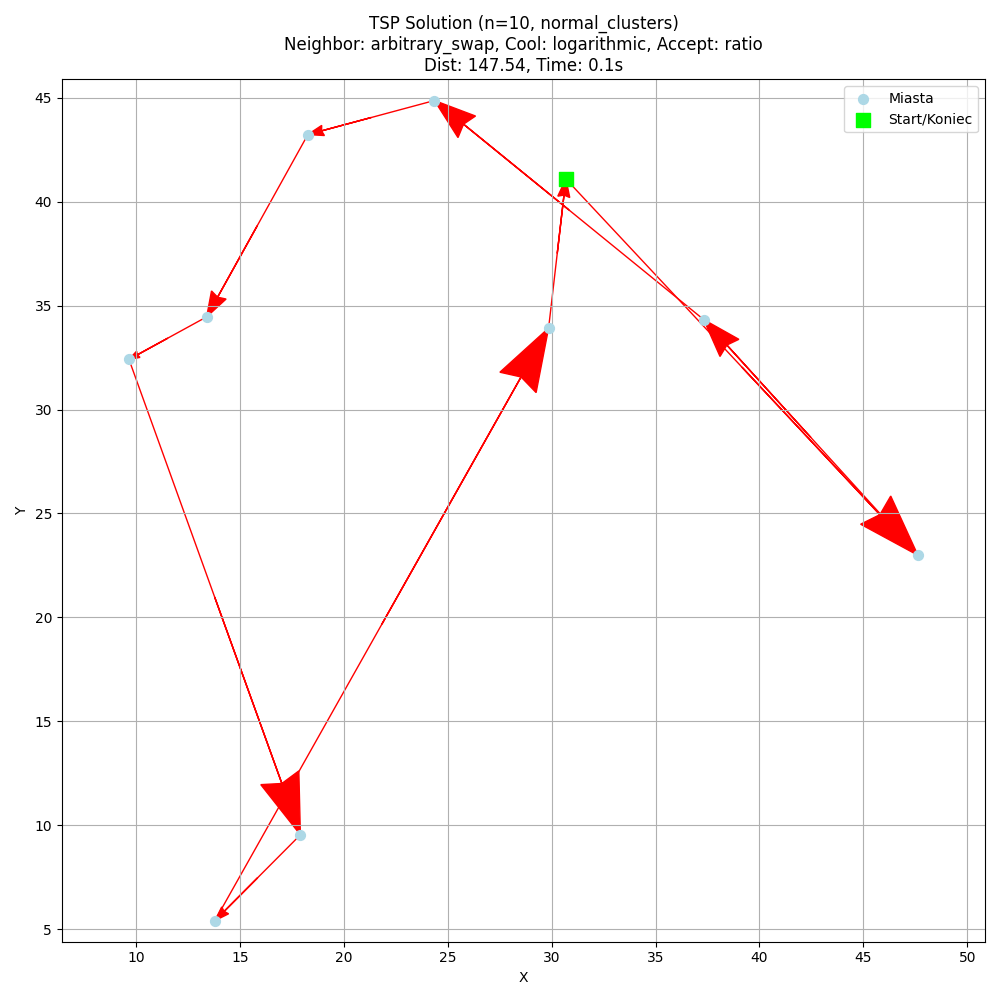 TSP Solution (n=10, normal_clusters)
Neighbor: arbitrary_swap, Cool: logarithmic, Accept: ratio
Dist: 147.54, Time: 0.1s
Miasta
Start/Koniec
45
40
35
30
25
20
15
10
5
Y
10
15
20
25
30
35
40
45
50
X